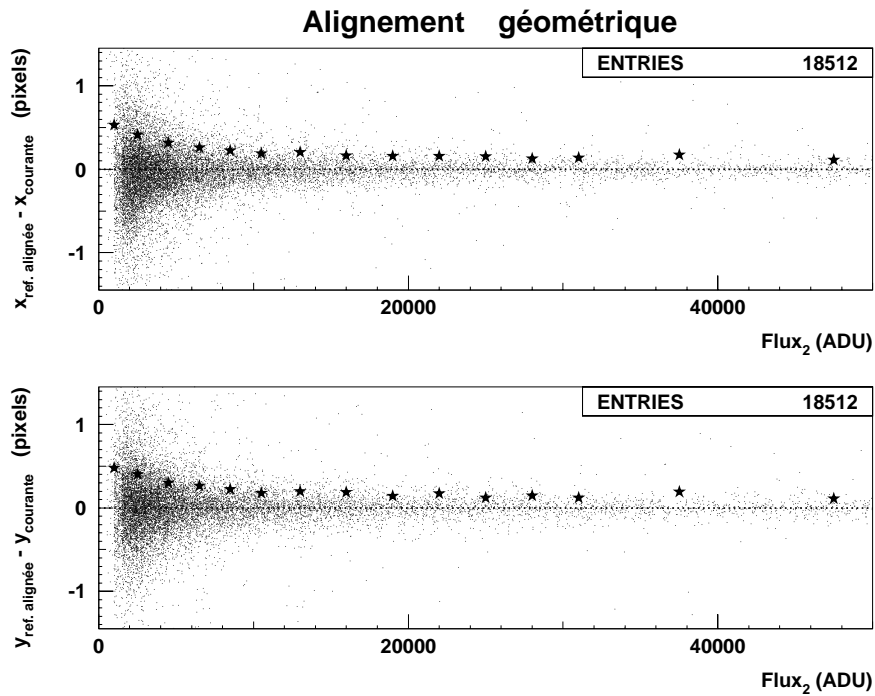 Alignement géométrique
ENTRIES 18512
x_ref. alignée - x_courante (pixels)
1
0
-1
0 20000 40000
Flux_2 (ADU)
ENTRIES 18512
y_ref. alignée - y_courante (pixels)
1
0
-1
0 20000 40000
Flux_2 (ADU)